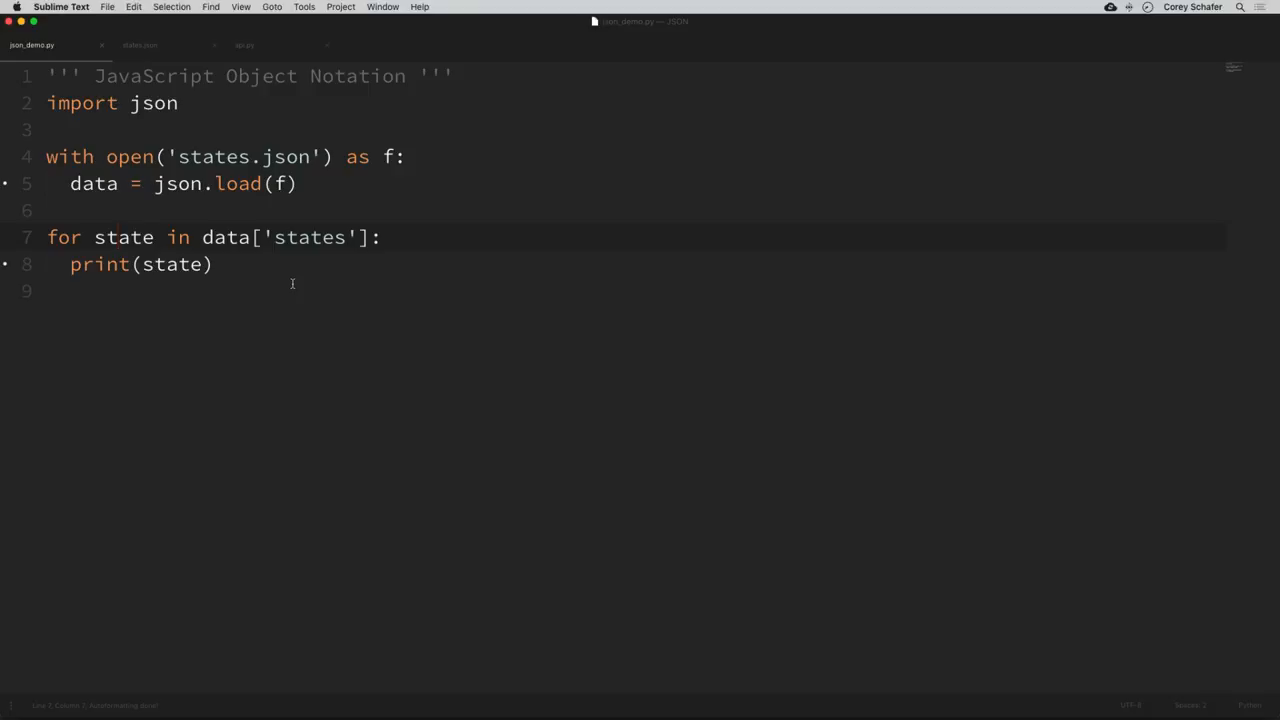 Sublime Text File Edit Selection Find View Goto Tools Project Window Help Corey Schafer
json_demo.py — JSON
json_demo.py × states.json × api.py ×
1 ''' JavaScript Object Notation '''
2 import json
3
4 with open('states.json') as f:
5 data = json.load(f)
6
7 for state in data['states']:
8 print(state)
9
Line 7, Column 7; Autoformatting done! UTF-8 Spaces: 2 Python